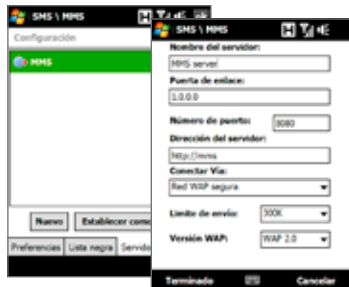 SMS \ MMS
ok
Configuración
MMS
Nuevo
Establecer como
Preferencias
Lista negra
Servido
SMS \ MMS
Nombre del servidor:
MMS server
Puerta de enlace:
1.0.0.0
Número de puerto:
8080
Dirección del servidor:
http://mms
Conectar Vía:
Red WAP segura
Límite de envío:
300K
Versión WAP:
WAP 2.0
Terminado
Cancelar